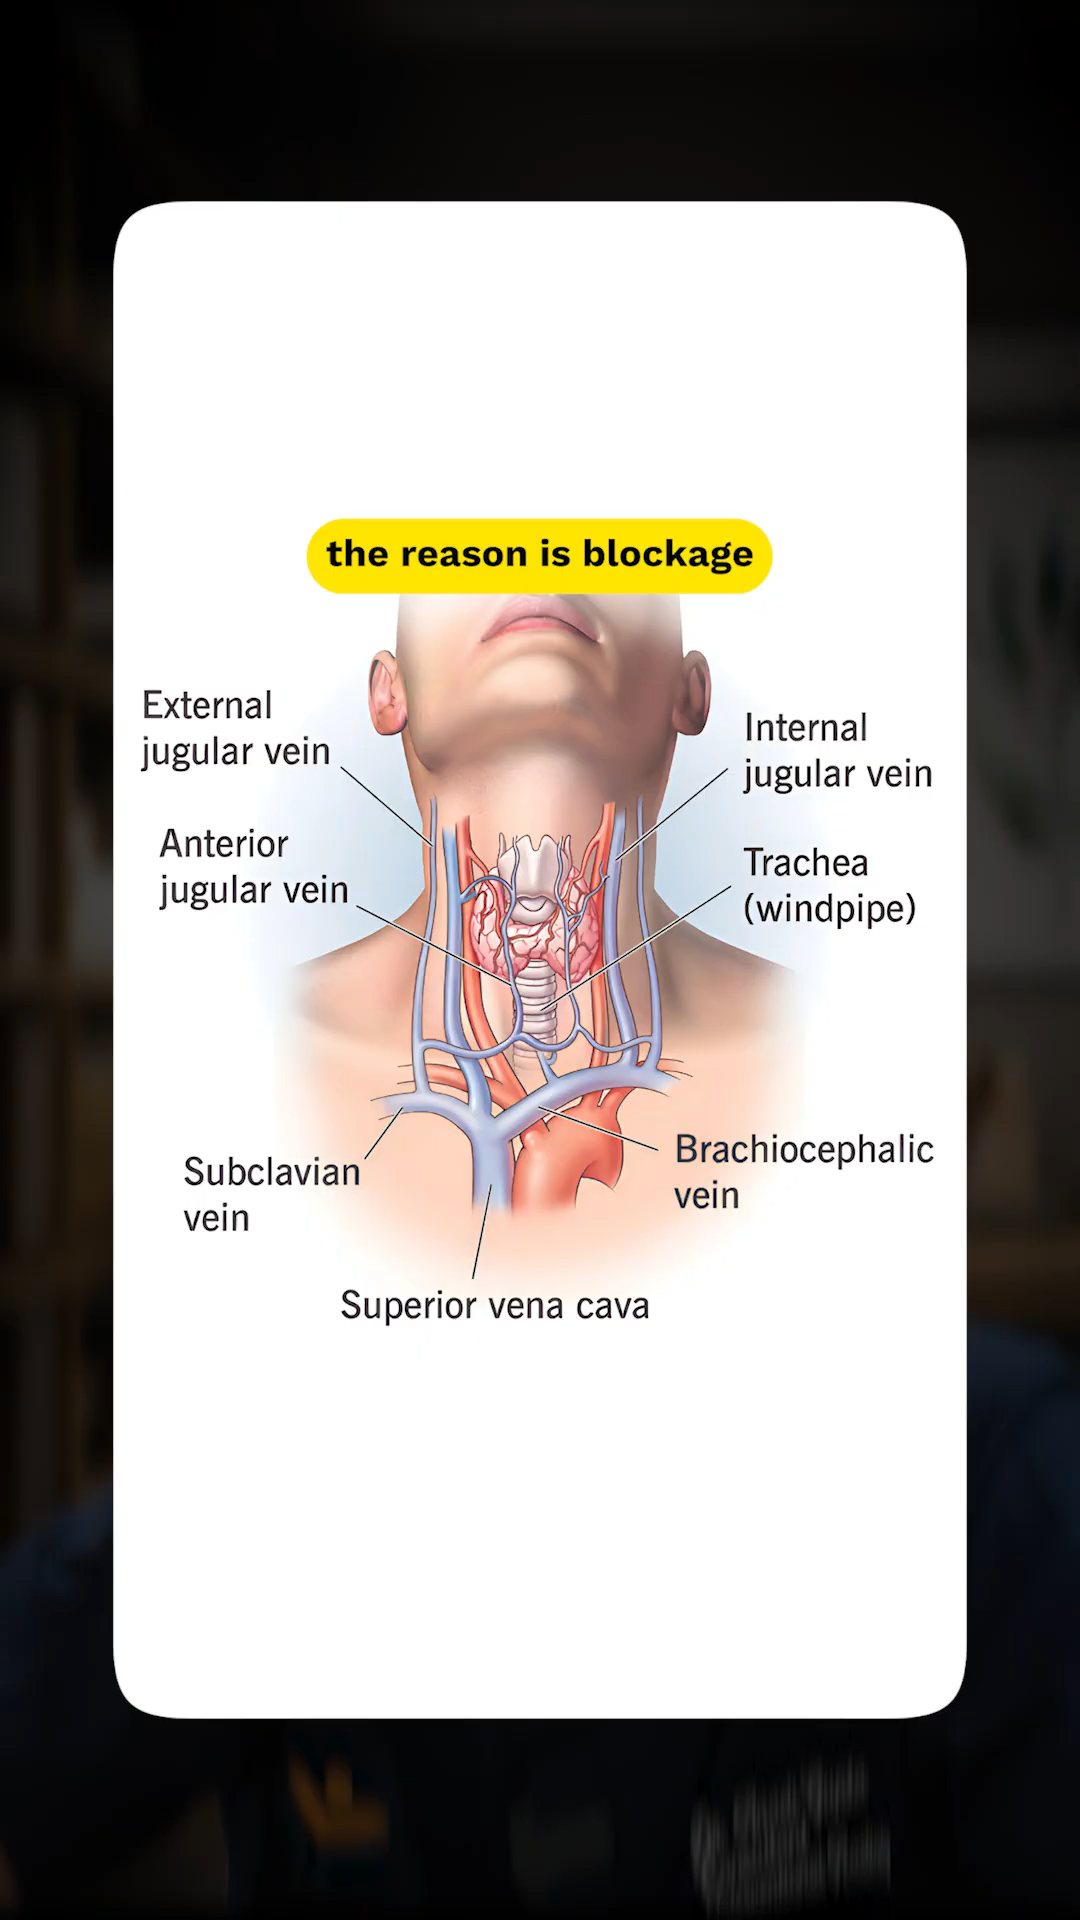 the reason is blockage
External
jugular vein
Internal
jugular vein
Anterior
jugular vein
Trachea
(windpipe)
Subclavian
vein
Brachiocephalic
vein
Superior vena cava